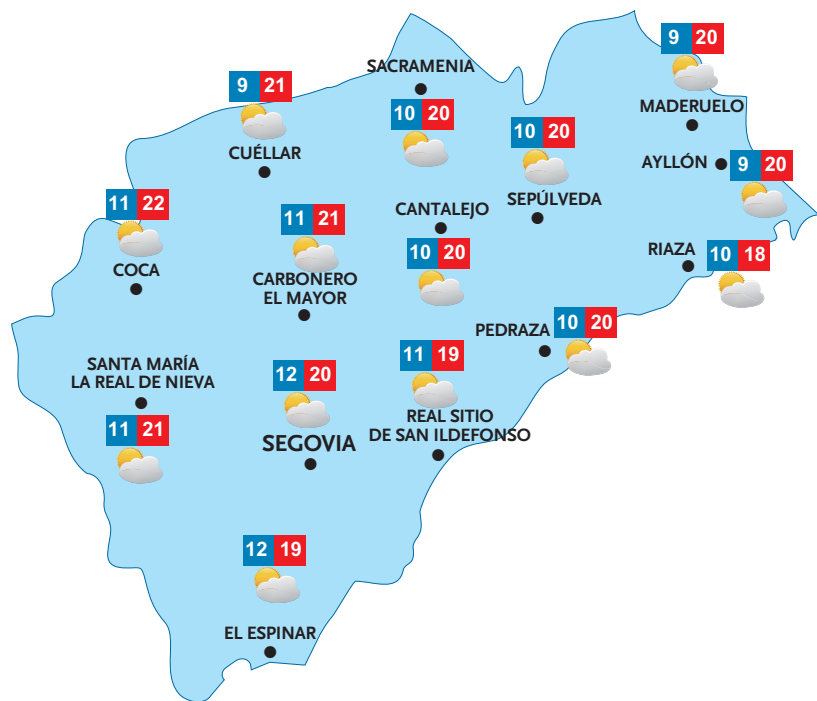 9 20
MADERUELO
SACRAMENIA
10 20
9 21
CUÉLLAR
10 20
SEPÚLVEDA
AYLLÓN
9 20
11 22
COCA
11 21
CARBONERO
EL MAYOR
CANTALEJO
10 20
RIAZA
10 18
PEDRAZA
10 20
SANTA MARÍA
LA REAL DE NIEVA
11 21
12 20
SEGOVIA
11 19
REAL SITIO
DE SAN ILDEFONSO
12 19
EL ESPINAR